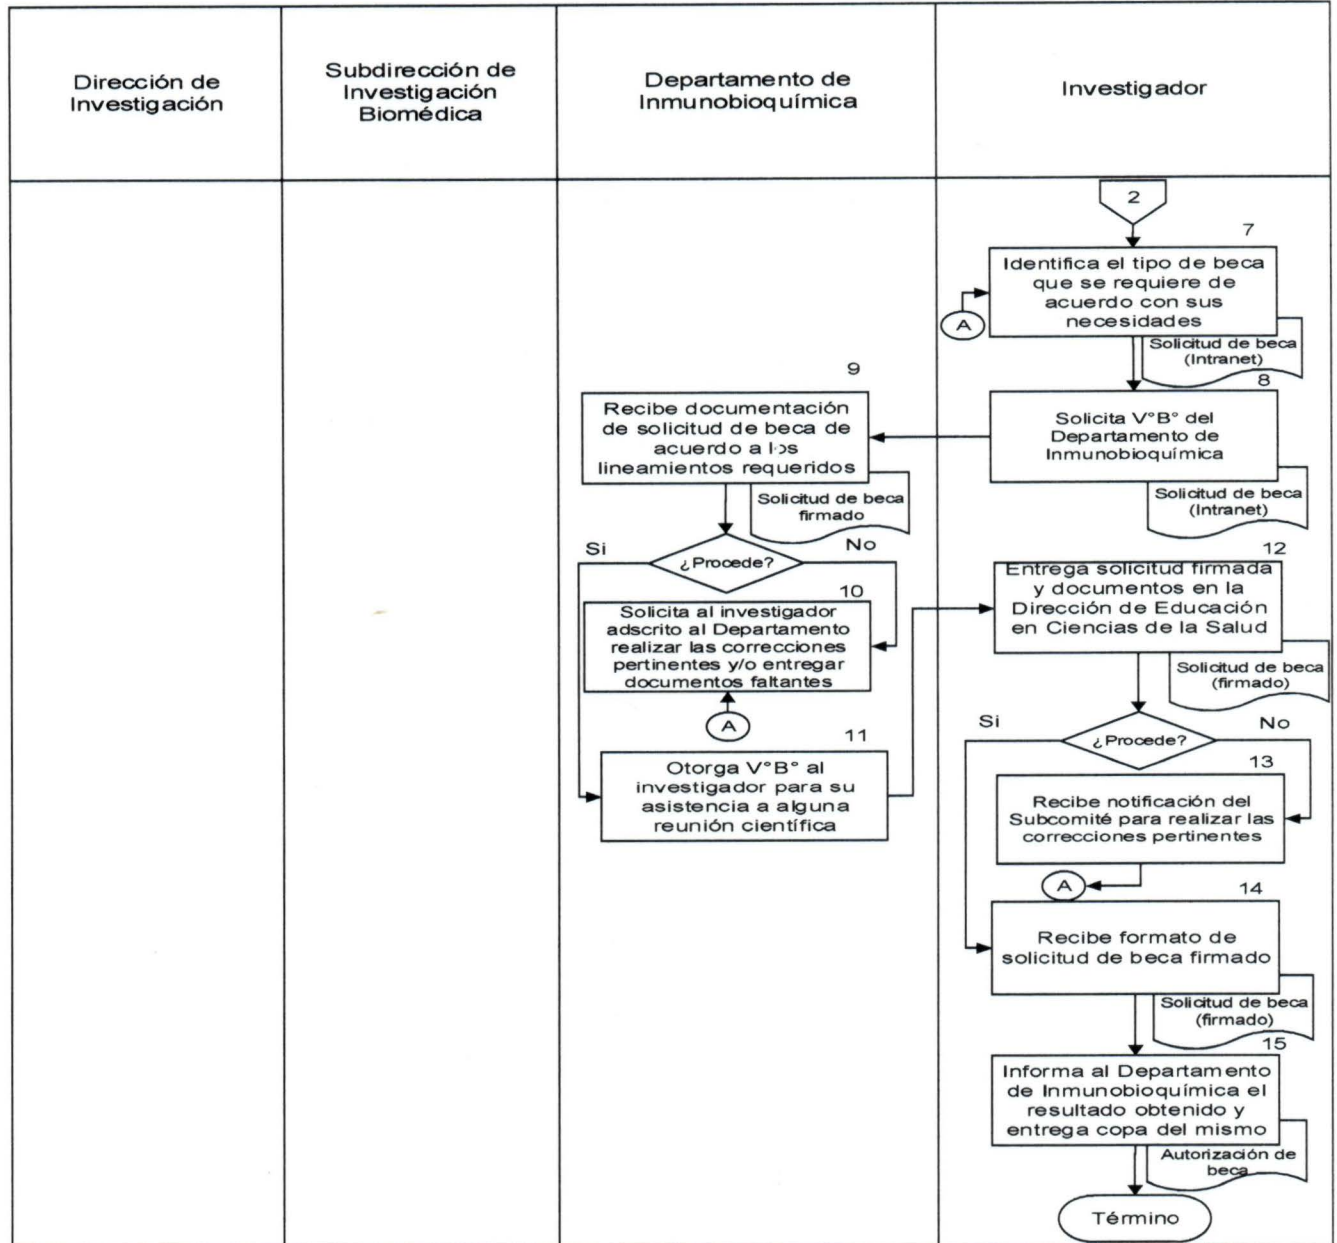 Dirección de
Investigación
Subdirección de
Investigación
Biomédica
Departamento de
Inmunobioquímica
Investigador
2
7
Identifica el tipo de beca
que se requiere de
acuerdo con sus
necesidades
A
Solicitud de beca
(Intranet)
8
Solicita V°B° del
Departamento de
Inmunobioquímica
Solicitud de beca
(Intranet)
9
Recibe documentación
de solicitud de beca de
acuerdo a los
lineamientos requeridos
Solicitud de beca
firmado
Si
¿Procede?
No
10
Solicita al investigador
adscrito al Departamento
realizar las correcciones
pertinentes y/o entregar
documentos faltantes
A
11
Otorga V°B° al
investigador para su
asistencia a alguna
reunión científica
12
Entrega solicitud firmada
y documentos en la
Dirección de Educación
en Ciencias de la Salud
Solicitud de beca
(firmado)
Si
¿Procede?
No
13
Recibe notificación del
Subcomité para realizar las
correcciones pertinentes
A
14
Recibe formato de
solicitud de beca firmado
Solicitud de beca
(firmado)
15
Informa al Departamento
de Inmunobioquímica el
resultado obtenido y
entrega copa del mismo
Autorización de
beca
Término